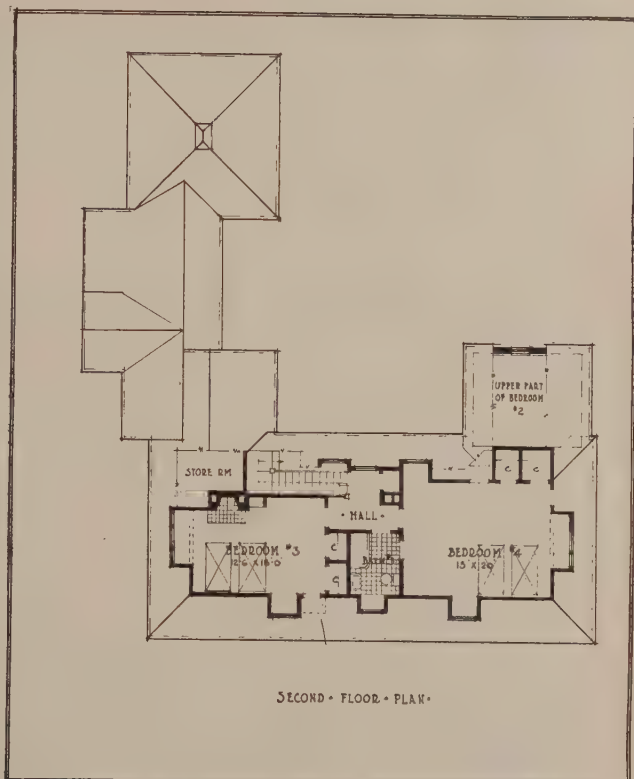 UPPER PART
OF BEDROOM
#2
STORE RM
C C
· HALL ·
BEDROOM #3
C
BATH
BEDROOM #4
15' X 20'
C
SECOND · FLOOR · PLAN ·